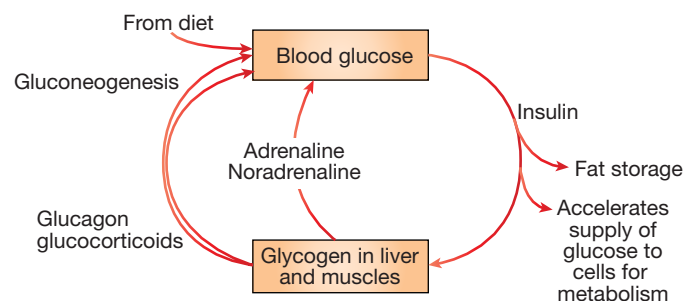 From diet
Blood glucose
Gluconeogenesis
Insulin
Adrenaline
Noradrenaline
Fat storage
Glucagon
glucocorticoids
Accelerates
supply of
glucose to
cells for
metabolism
Glycogen in liver
and muscles